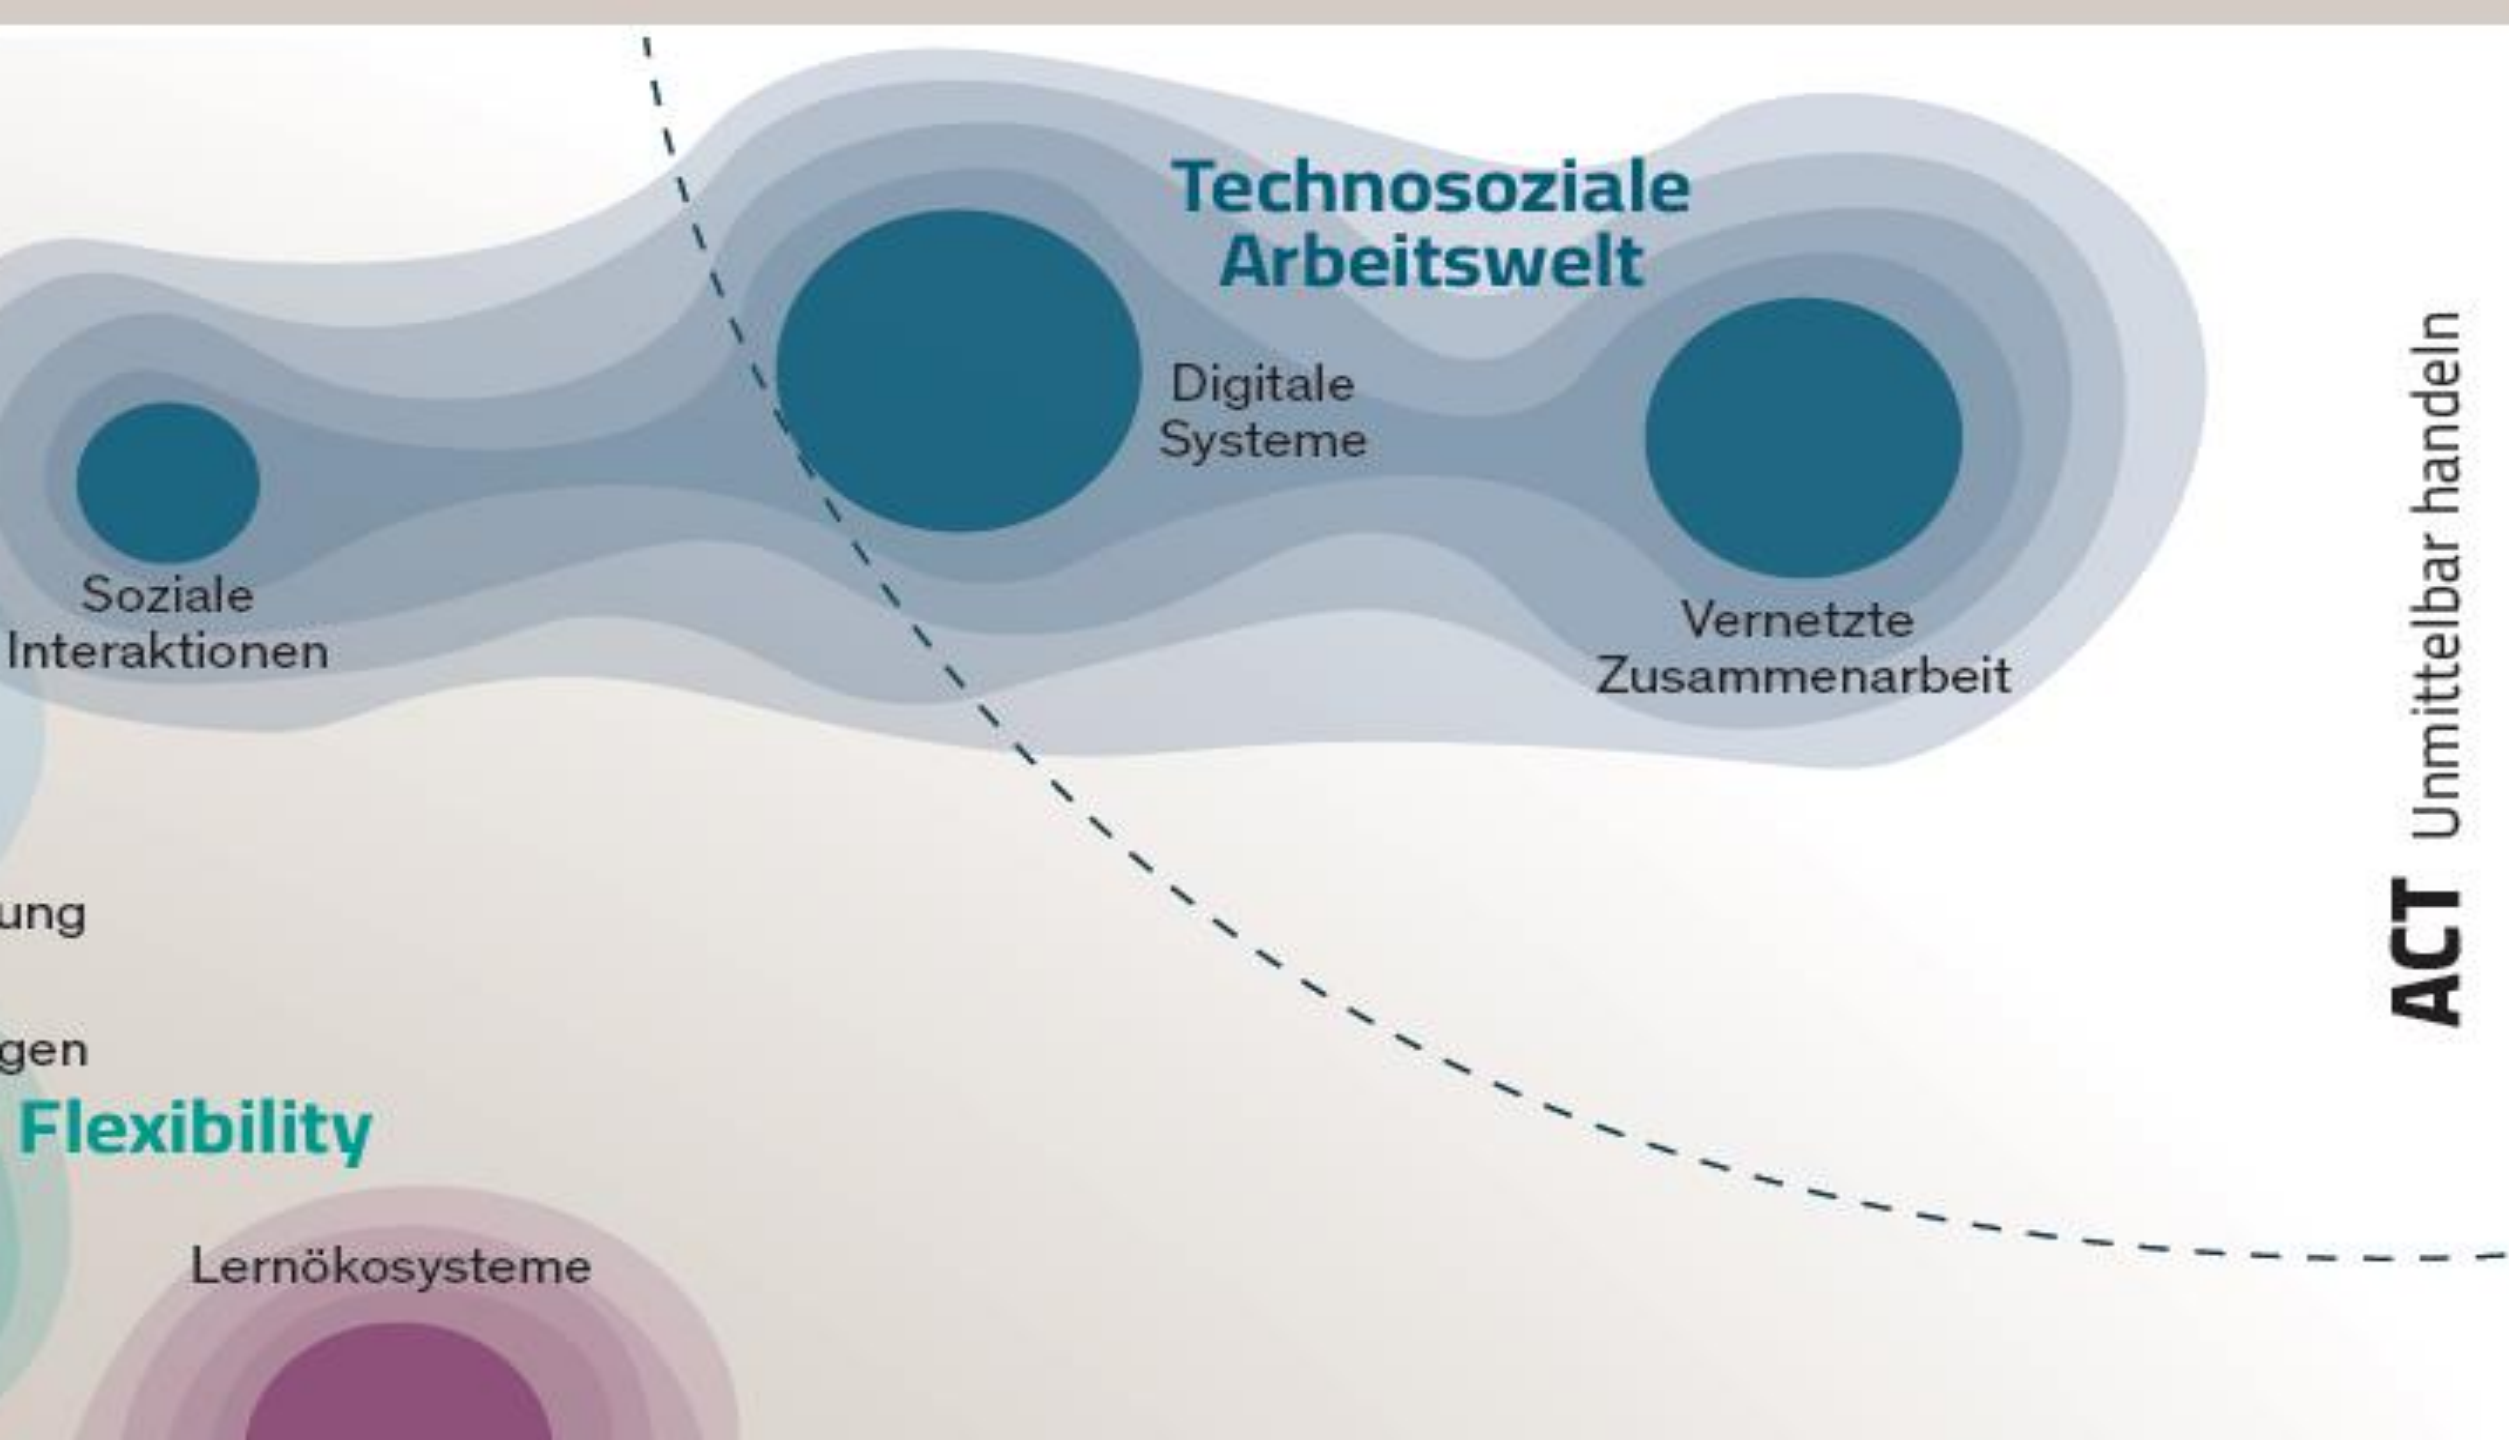 Technosoziale
Arbeitswelt
Digitale
Systeme
Soziale
Interaktionen
Vernetzte
Zusammenarbeit
ACT Unmittelbar handeln
ung
gen
Flexibility
Lernökosysteme